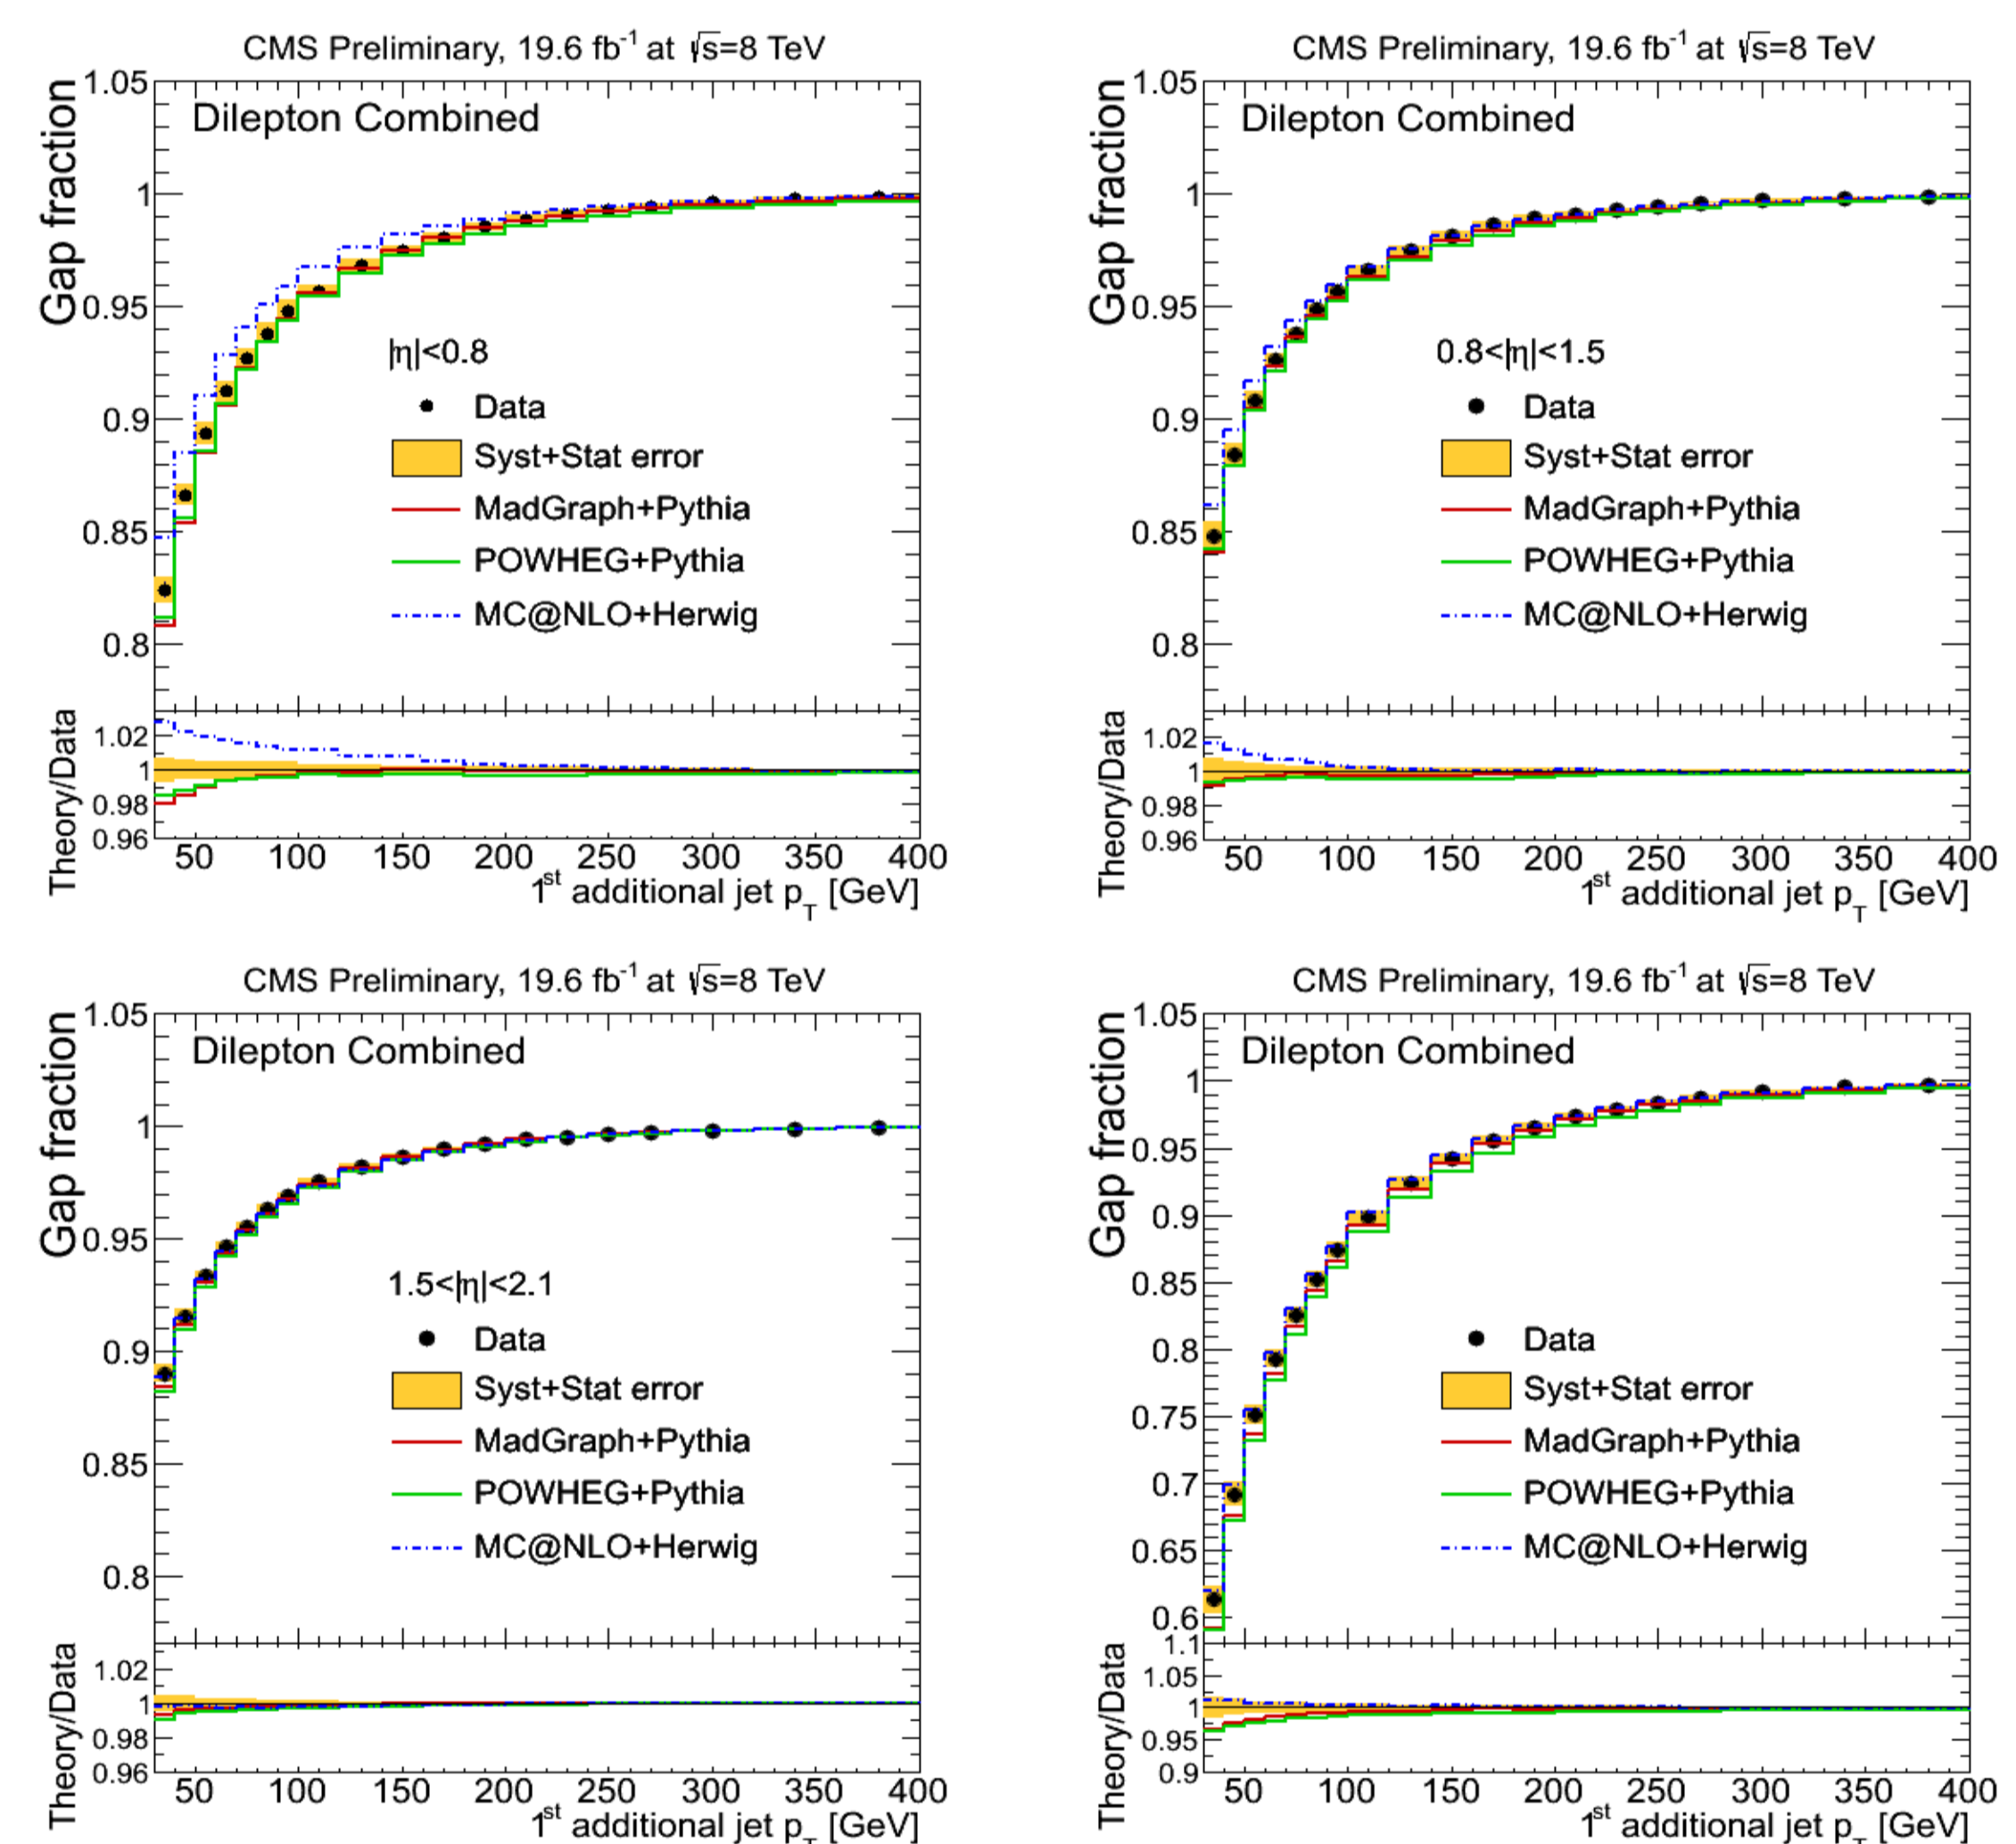 CMS Preliminary, 19.6 fb⁻¹ at √s=8 TeV
Gap fraction
Dilepton Combined
1.05
1
0.95
0.9
0.85
0.8
|η|<0.8
Data
Syst+Stat error
MadGraph+Pythia
POWHEG+Pythia
MC@NLO+Herwig
Theory/Data
1.02
1
0.98
0.96
50 100 150 200 250 300 350 400
1st additional jet pT [GeV]
CMS Preliminary, 19.6 fb⁻¹ at √s=8 TeV
Gap fraction
Dilepton Combined
1.05
1
0.95
0.9
0.85
0.8
0.8<|η|<1.5
Data
Syst+Stat error
MadGraph+Pythia
POWHEG+Pythia
MC@NLO+Herwig
Theory/Data
1.02
1
0.98
0.96
50 100 150 200 250 300 350 400
1st additional jet pT [GeV]
CMS Preliminary, 19.6 fb⁻¹ at √s=8 TeV
Gap fraction
Dilepton Combined
1.05
1
0.95
0.9
0.85
0.8
1.5<|η|<2.1
Data
Syst+Stat error
MadGraph+Pythia
POWHEG+Pythia
MC@NLO+Herwig
Theory/Data
1.02
1
0.98
0.96
50 100 150 200 250 300 350 400
1st additional jet pT [GeV]
CMS Preliminary, 19.6 fb⁻¹ at √s=8 TeV
Gap fraction
Dilepton Combined
1.05
1
0.95
0.9
0.85
0.8
0.75
0.7
0.65
0.6
Data
Syst+Stat error
MadGraph+Pythia
POWHEG+Pythia
MC@NLO+Herwig
Theory/Data
1.1
1.05
1
0.95
0.9
50 100 150 200 250 300 350 400
1st additional jet pT [GeV]